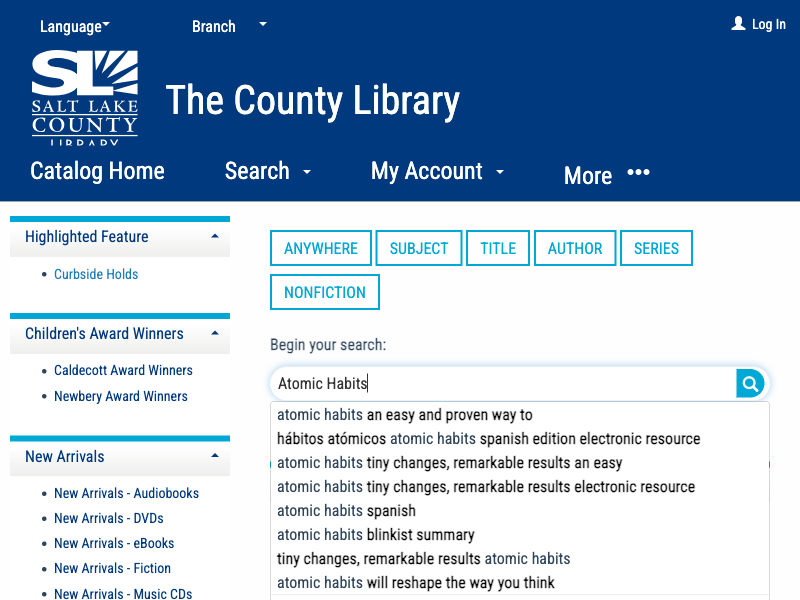 Language
Branch
Log In
SL
SALT LAKE
COUNTY
LIBRARY
The County Library
Catalog Home
Search
My Account
More •••
Highlighted Feature
• Curbside Holds
Children's Award Winners
• Caldecott Award Winners
• Newbery Award Winners
New Arrivals
• New Arrivals - Audiobooks
• New Arrivals - DVDs
• New Arrivals - eBooks
• New Arrivals - Fiction
• New Arrivals - Music CDs
ANYWHERE
SUBJECT
TITLE
AUTHOR
SERIES
NONFICTION
Begin your search:
Atomic Habits
atomic habits an easy and proven way to
hábitos atómicos atomic habits spanish edition electronic resource
atomic habits tiny changes, remarkable results an easy
atomic habits tiny changes, remarkable results electronic resource
atomic habits spanish
atomic habits blinkist summary
tiny changes, remarkable results atomic habits
atomic habits will reshape the way you think